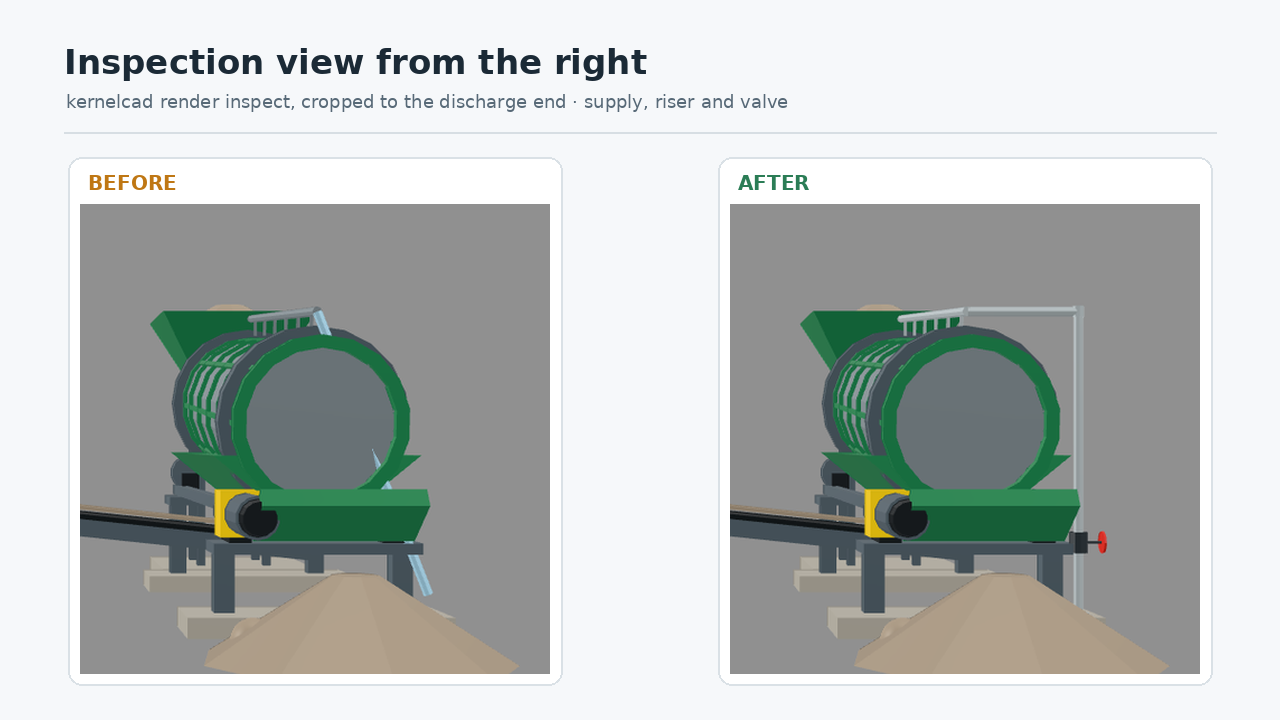 Inspection view from the right
kernelcad render inspect, cropped to the discharge end · supply, riser and valve
BEFORE
AFTER